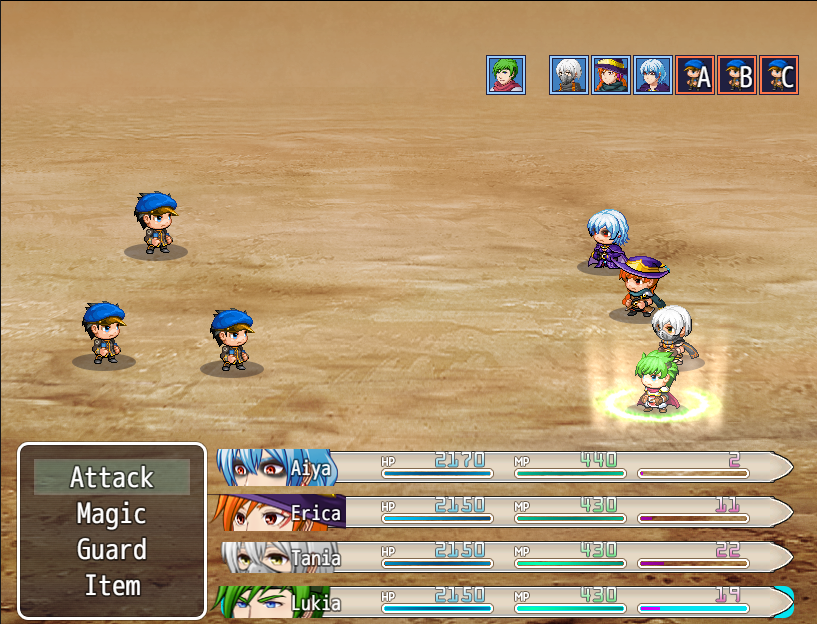 A B C
Attack
Magic
Guard
Item
Aiya HP 2170 MP 440 2
Erica HP 2150 MP 430 11
Tania HP 2150 MP 430 22
Lukia HP 2150 MP 430 19